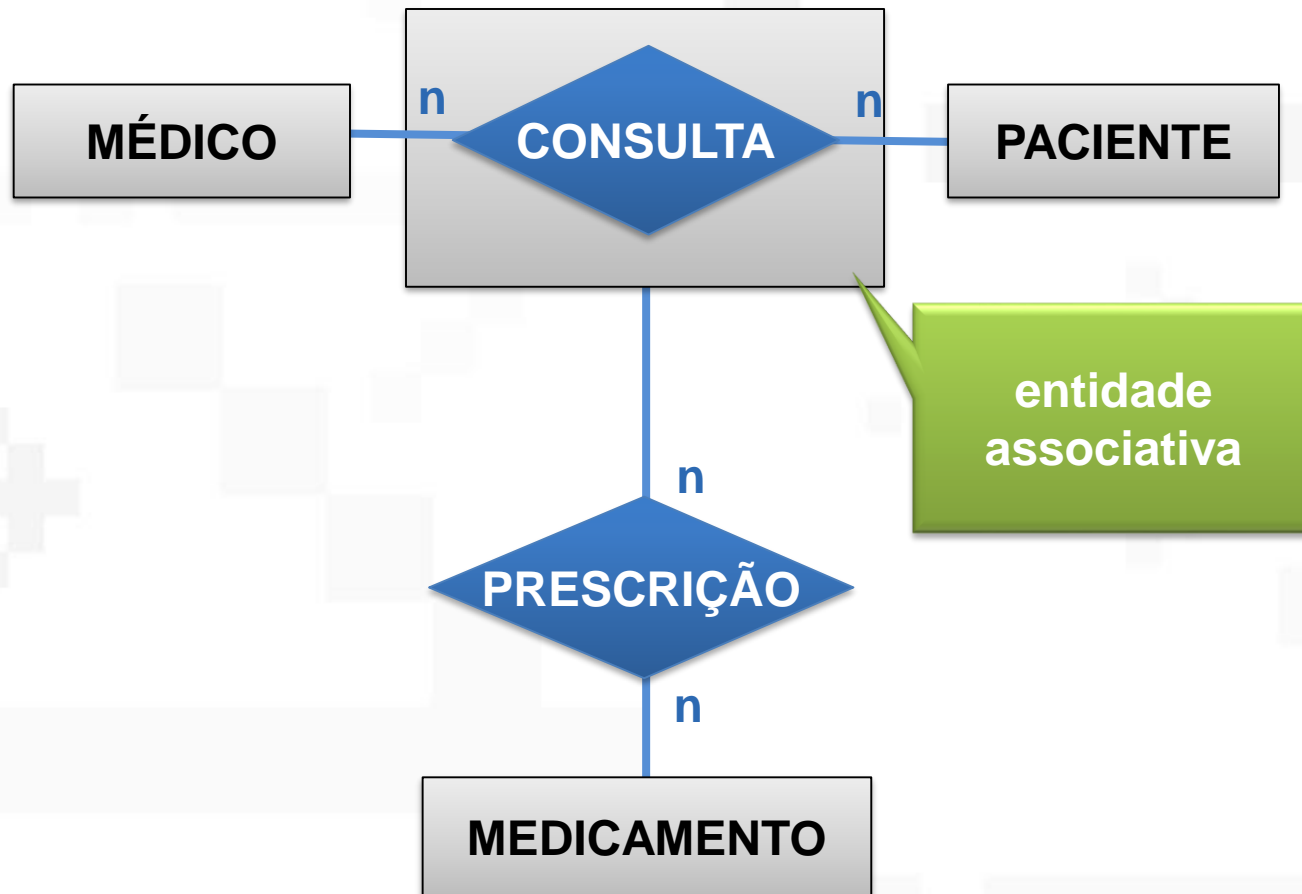 MÉDICO
n
CONSULTA
n
PACIENTE
entidade
associativa
n
PRESCRIÇÃO
n
MEDICAMENTO